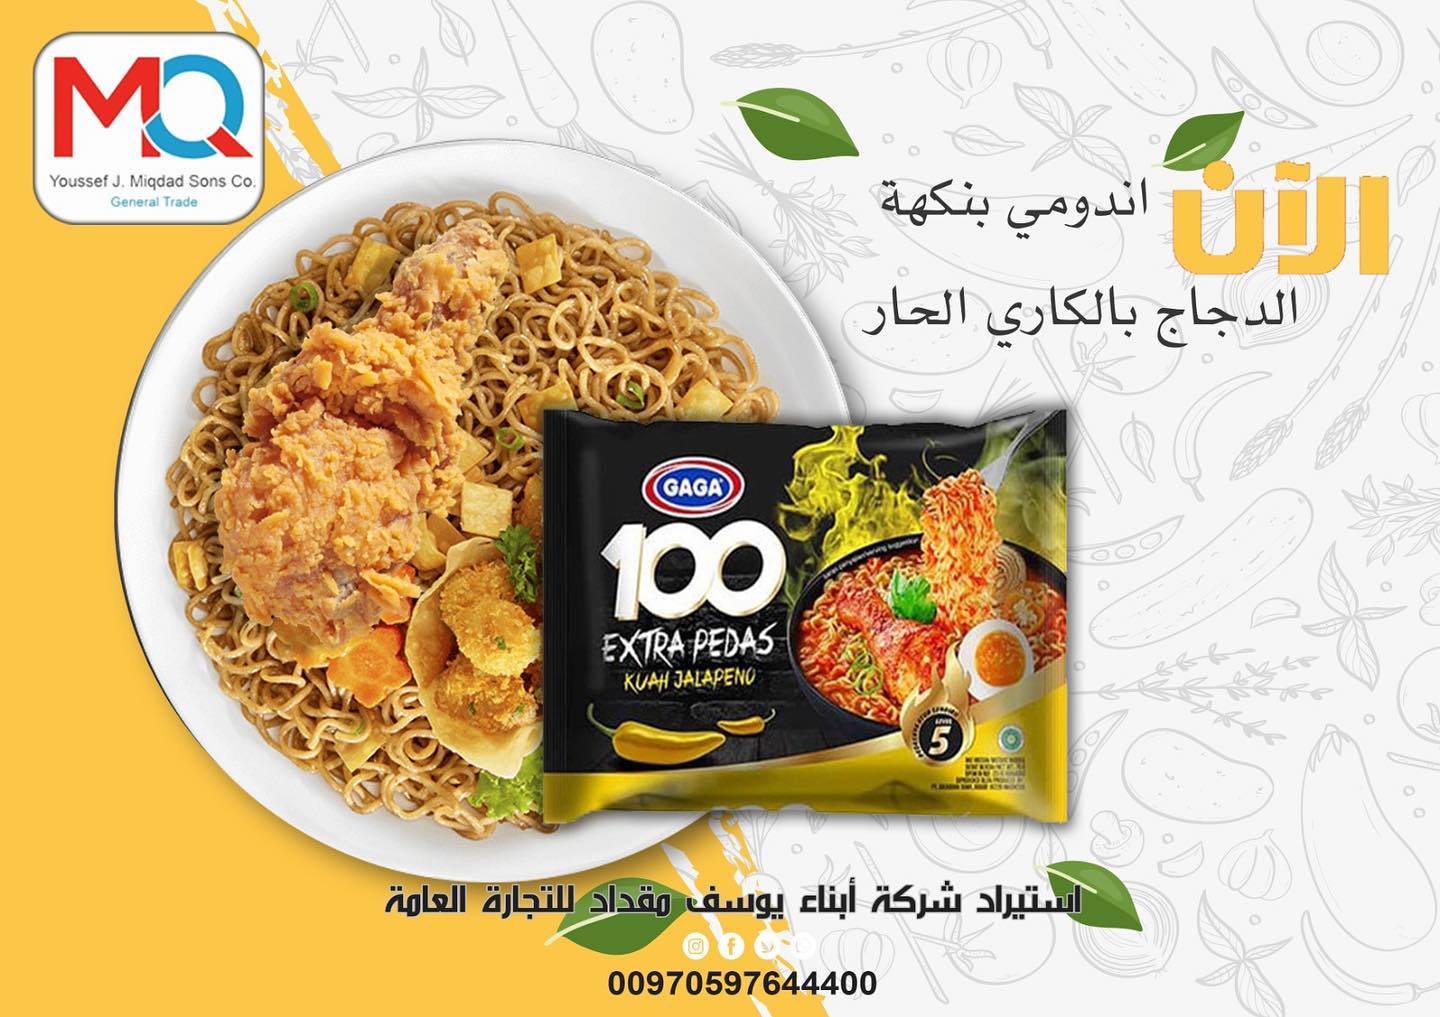 MQ
Youssef J. Miqdad Sons Co.
General Trade
الآن
اندومي بنكهة
الدجاج بالكاري الحار
GAGA
100
EXTRA PEDAS
KUAH JALAPENO
LEVEL
5
استيراد شركة أبناء يوسف مقداد للتجارة العامة
00970597644400